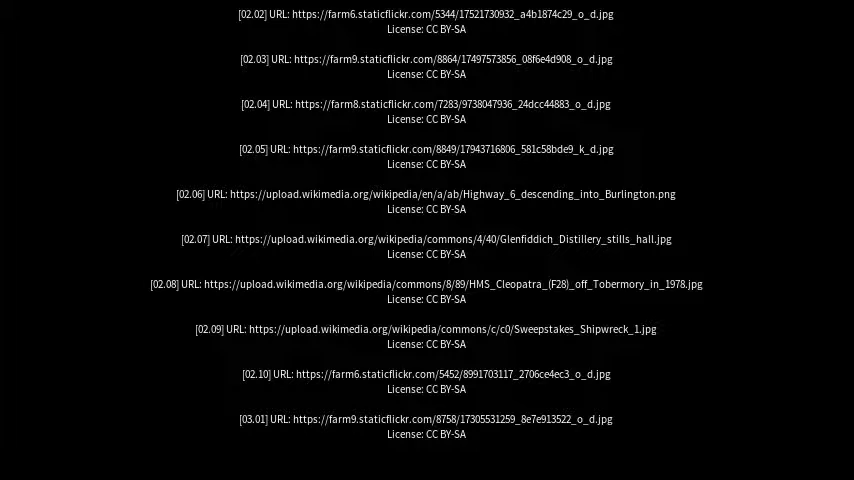 [02.02] URL: https://farm6.staticflickr.com/5344/17521730932_a4b1874c29_o_d.jpg
License: CC BY-SA
[02.03] URL: https://farm9.staticflickr.com/8864/17497573856_08f6e4d908_o_d.jpg
License: CC BY-SA
[02.04] URL: https://farm8.staticflickr.com/7283/9738047936_24dcc44883_o_d.jpg
License: CC BY-SA
[02.05] URL: https://farm9.staticflickr.com/8849/17943716806_581c58bde9_k_d.jpg
License: CC BY-SA
[02.06] URL: https://upload.wikimedia.org/wikipedia/en/a/ab/Highway_6_descending_into_Burlington.png
License: CC BY-SA
[02.07] URL: https://upload.wikimedia.org/wikipedia/commons/4/40/Glenfiddich_Distillery_stills_hall.jpg
License: CC BY-SA
[02.08] URL: https://upload.wikimedia.org/wikipedia/commons/8/89/HMS_Cleopatra_(F28)_off_Tobermory_in_1978.jpg
License: CC BY-SA
[02.09] URL: https://upload.wikimedia.org/wikipedia/commons/c/c0/Sweepstakes_Shipwreck_1.jpg
License: CC BY-SA
[02.10] URL: https://farm6.staticflickr.com/5452/8991703117_2706ce4ec3_o_d.jpg
License: CC BY-SA
[03.01] URL: https://farm9.staticflickr.com/8758/17305531259_8e7e913522_o_d.jpg
License: CC BY-SA